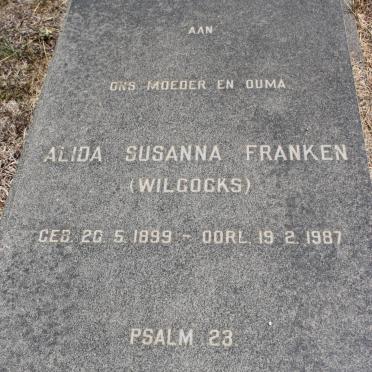 AAN
ONS MOEDER EN OUMA
ALIDA SUSANNA FRANKEN
(WILCOCKS)
GEB. 20. 5. 1899 - OORL. 19. 2. 1987
PSALM 23.